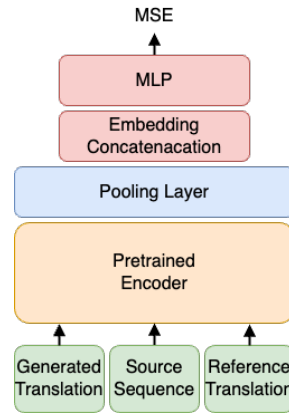 MSE
MLP
Embedding
Concatenacation
Pooling Layer
Pretrained
Encoder
Generated
Translation
Source
Sequence
Reference
Translation